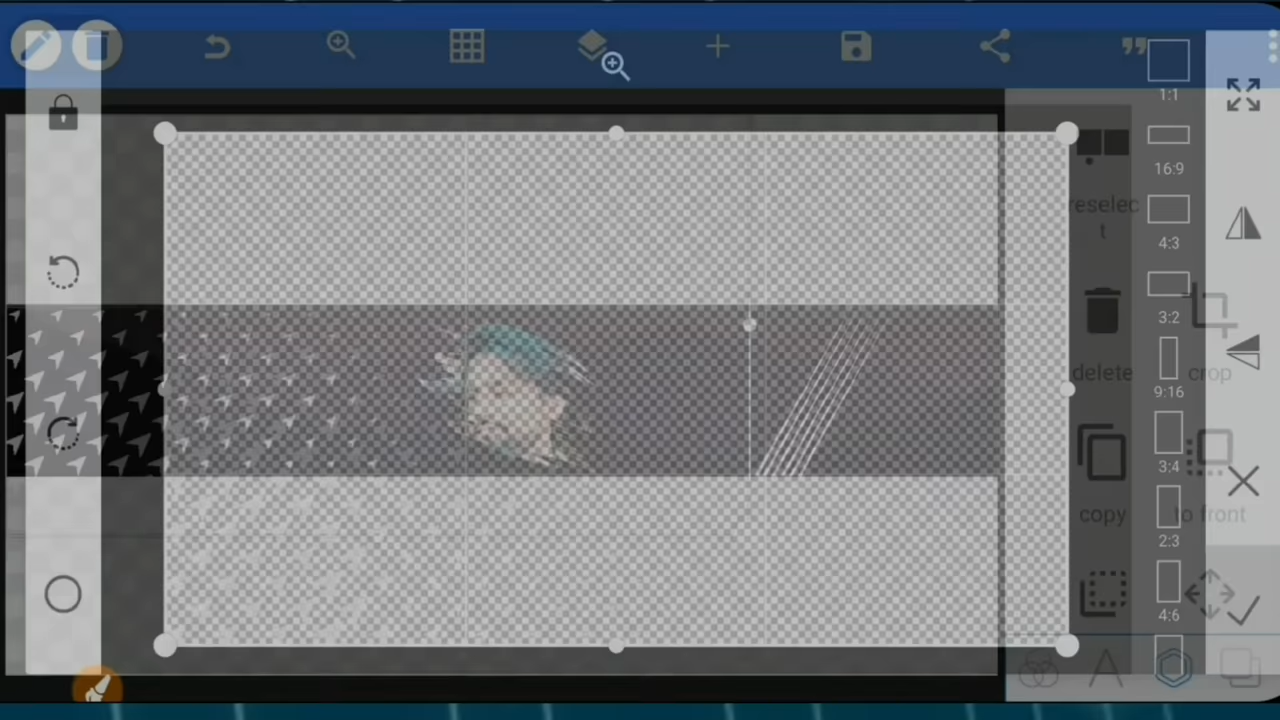 1:1
16:9
reselec
t
4:3
3:2
delete
crop
9:16
3:4
copy
to front
2:3
4:6